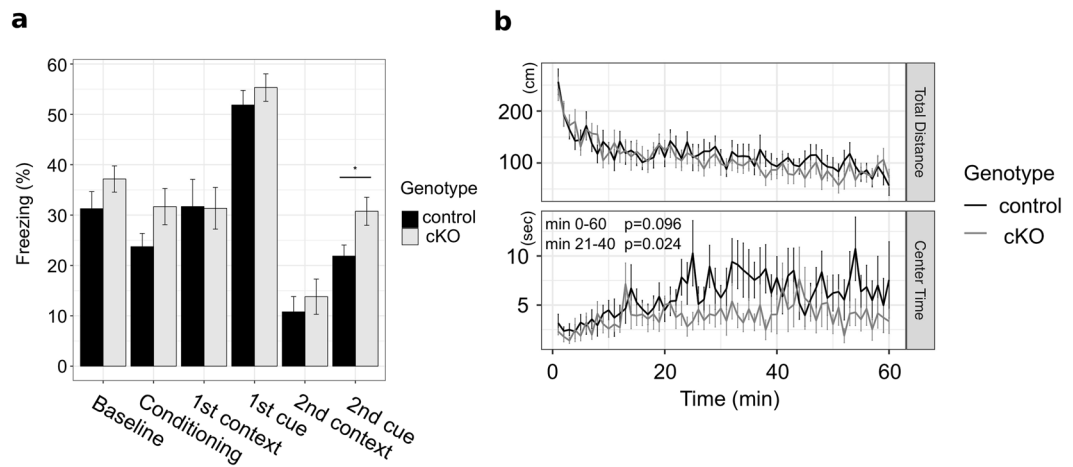 a
Freezing (%)
60
50
40
30
20
10
0
*
Baseline
Conditioning
1st context
1st cue
2nd context
2nd cue
Genotype
control
cKO
b
(cm)
200
100
Total Distance
(sec)
10
5
min 0-60 p=0.096
min 21-40 p=0.024
Center Time
0
20
40
60
Time (min)
Genotype
control
cKO